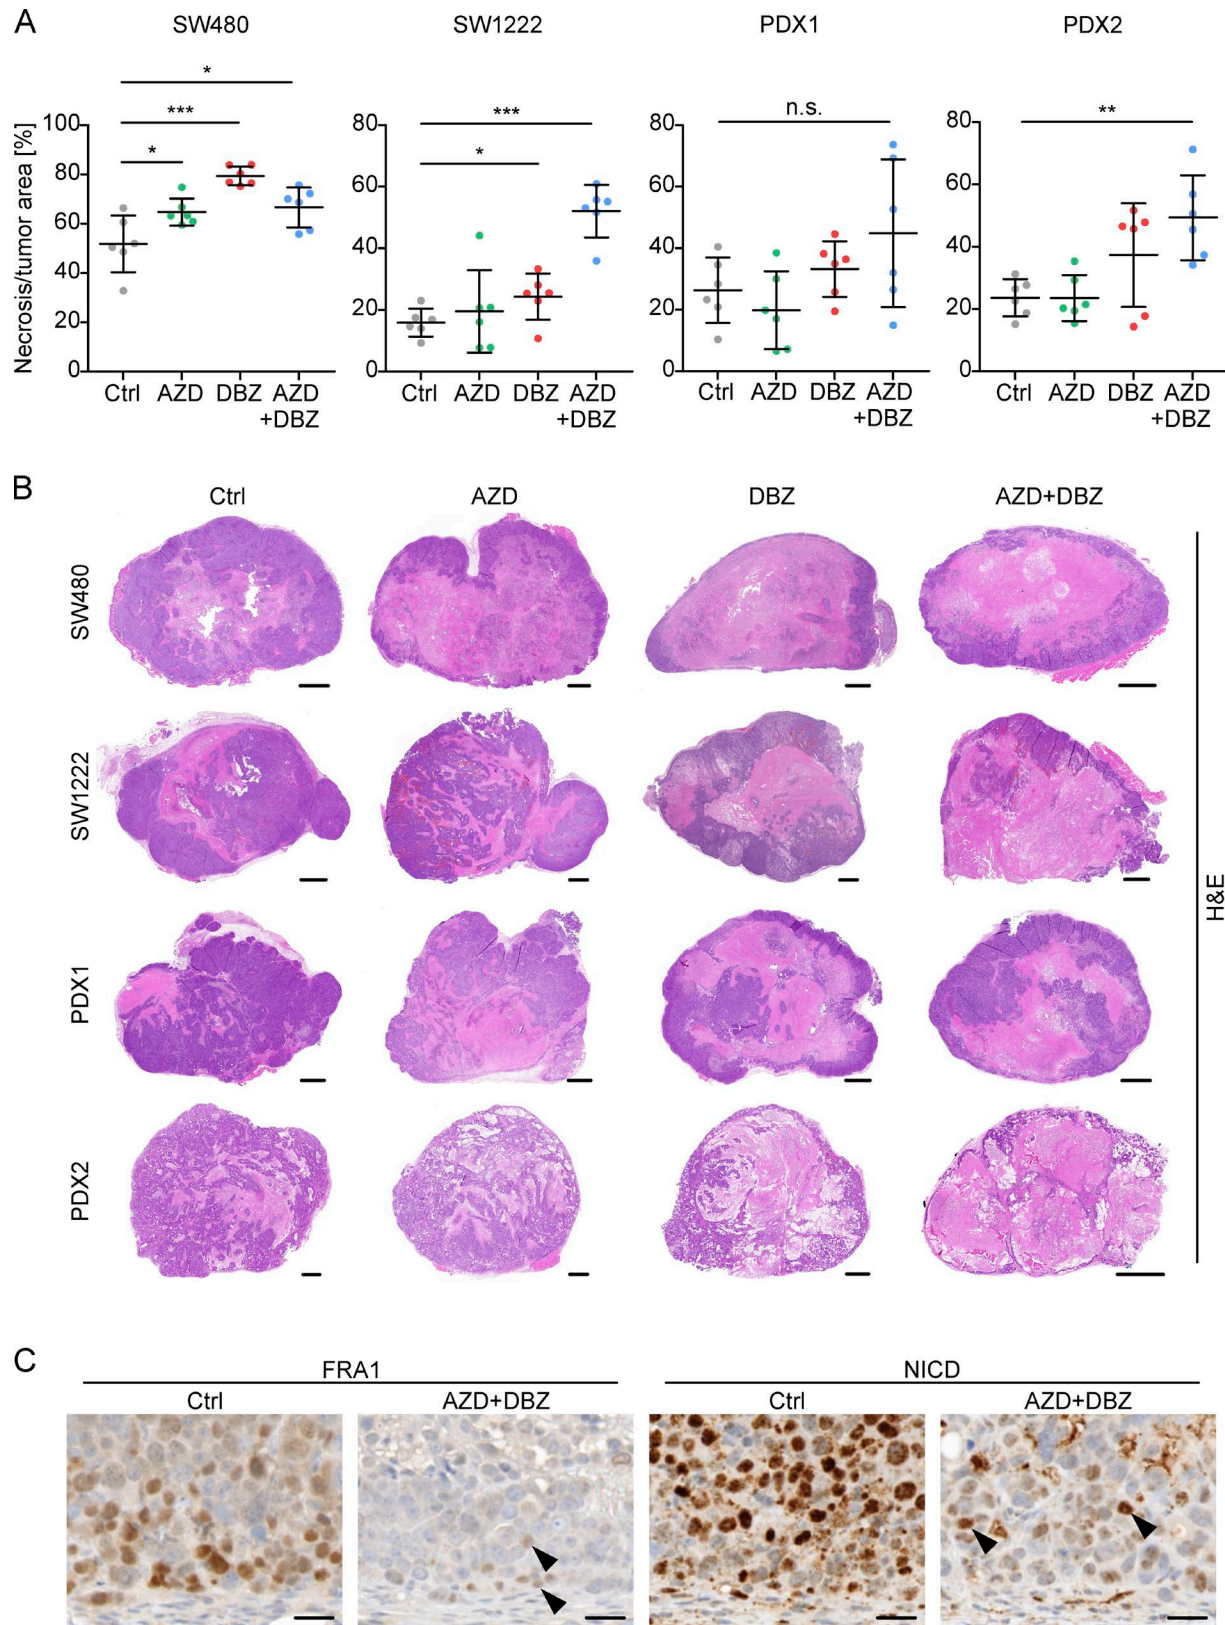 A
SW480
SW1222
PDX1
PDX2
Necrosis/tumor area [%]
100
80
60
40
20
0
*
***
*
Ctrl
AZD
DBZ
AZD
+DBZ
80
60
40
20
0
***
*
Ctrl
AZD
DBZ
AZD
+DBZ
80
60
40
20
0
n.s.
Ctrl
AZD
DBZ
AZD
+DBZ
80
60
40
20
0
**
Ctrl
AZD
DBZ
AZD
+DBZ
B
Ctrl
AZD
DBZ
AZD+DBZ
SW480
SW1222
PDX1
PDX2
H&E
C
FRA1
NICD
Ctrl
AZD+DBZ
Ctrl
AZD+DBZ